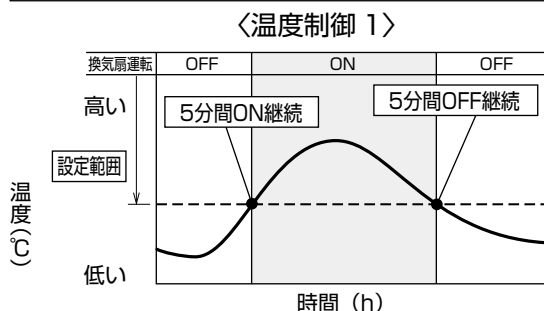 〈温度制御 1〉
換気扇運転 OFF ON OFF
高い
5分間ON継続
5分間OFF継続
設定範囲
温度(℃)
低い
時間（h）